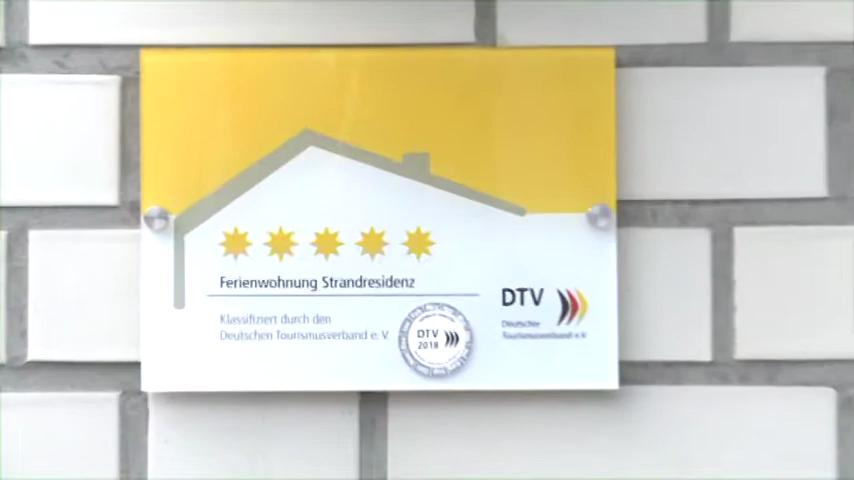 Ferienwohnung Strandresidenz
Klassifiziert durch den
Deutschen Tourismusverband e. V.
DTV
2018
DTV
Deutscher
Tourismusverband e.V.